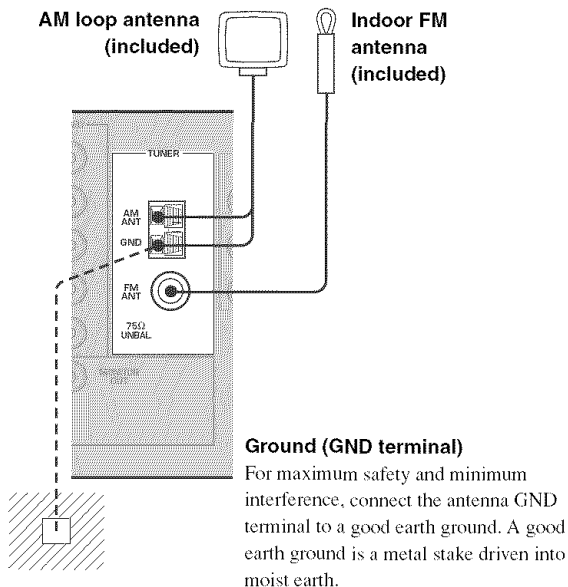 AM loop antenna
(included)
Indoor FM
antenna
(included)
TUNER
AM
ANT
GND
FM
ANT
75Ω
UNBAL.
Ground (GND terminal)
For maximum safety and minimum
interference, connect the antenna GND
terminal to a good earth ground. A good
earth ground is a metal stake driven into
moist earth.